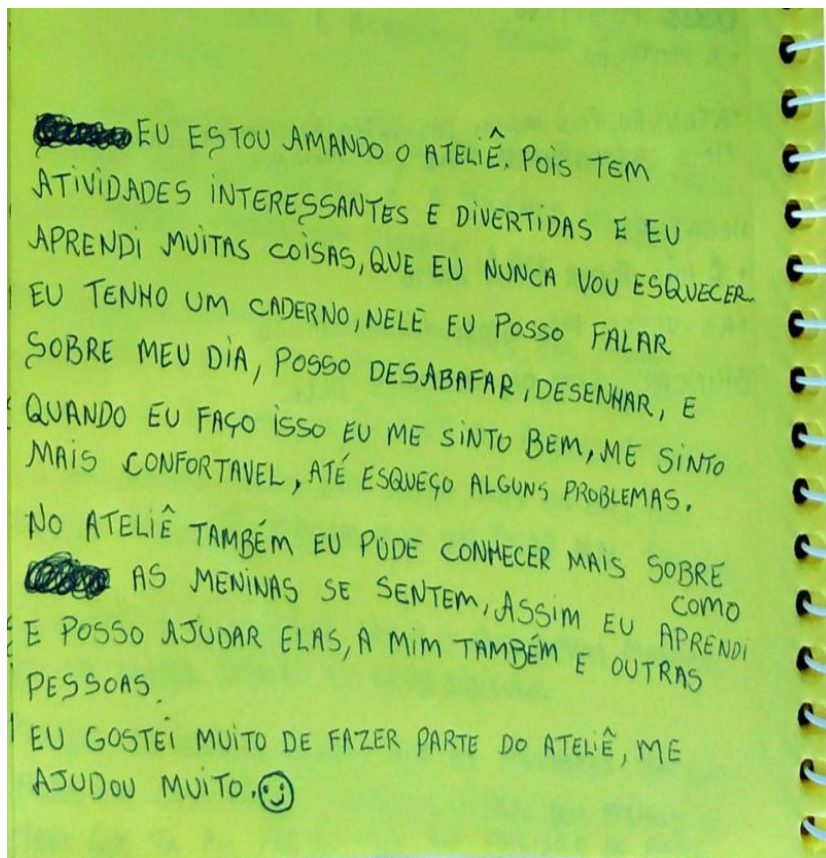 EU ESTOU AMANDO O ATELIÊ. POIS TEM
ATIVIDADES INTERESSANTES E DIVERTIDAS E EU
APRENDI MUITAS COISAS, QUE EU NUNCA VOU ESQUECER.
EU TENHO UM CADERNO, NELE EU POSSO FALAR
SOBRE MEU DIA, POSSO DESABAFAR, DESENHAR, E
QUANDO EU FAÇO ISSO EU ME SINTO BEM, ME SINTO
MAIS CONFORTAVEL, ATÉ ESQUEÇO ALGUNS PROBLEMAS.
NO ATELIÊ TAMBÉM EU PUDE CONHECER MAIS SOBRE
COMO
AS MENINAS SE SENTEM, ASSIM EU APRENDI
E POSSO AJUDAR ELAS, A MIM TAMBÉM E OUTRAS
PESSOAS.
EU GOSTEI MUITO DE FAZER PARTE DO ATELIÊ, ME
AJUDOU MUITO.